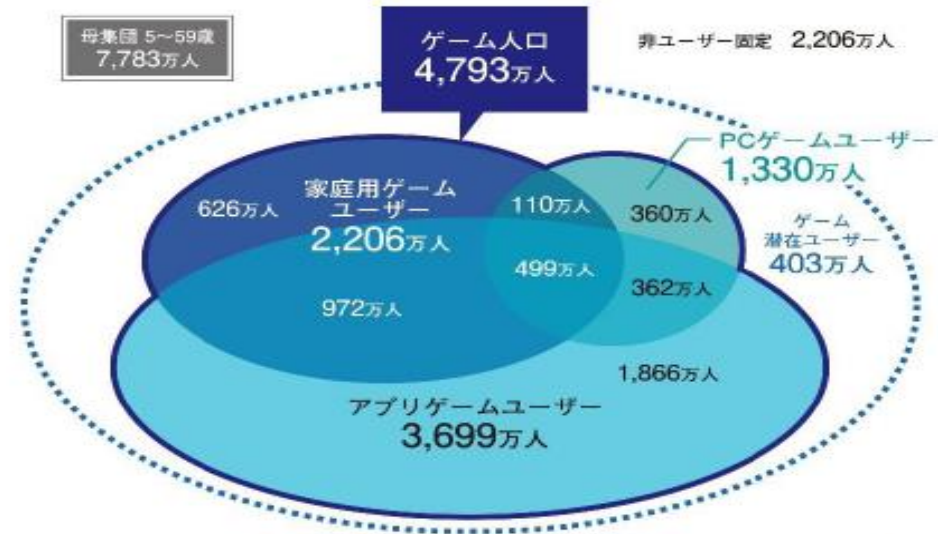 母集団 5〜59歳
7,783万人
ゲーム人口
4,793万人
非ユーザー固定 2,206万人
PCゲームユーザー
1,330万人
家庭用ゲーム
ユーザー
2,206万人
626万人
110万人
360万人
ゲーム
潜在ユーザー
403万人
499万人
362万人
972万人
1,866万人
アプリゲームユーザー
3,699万人